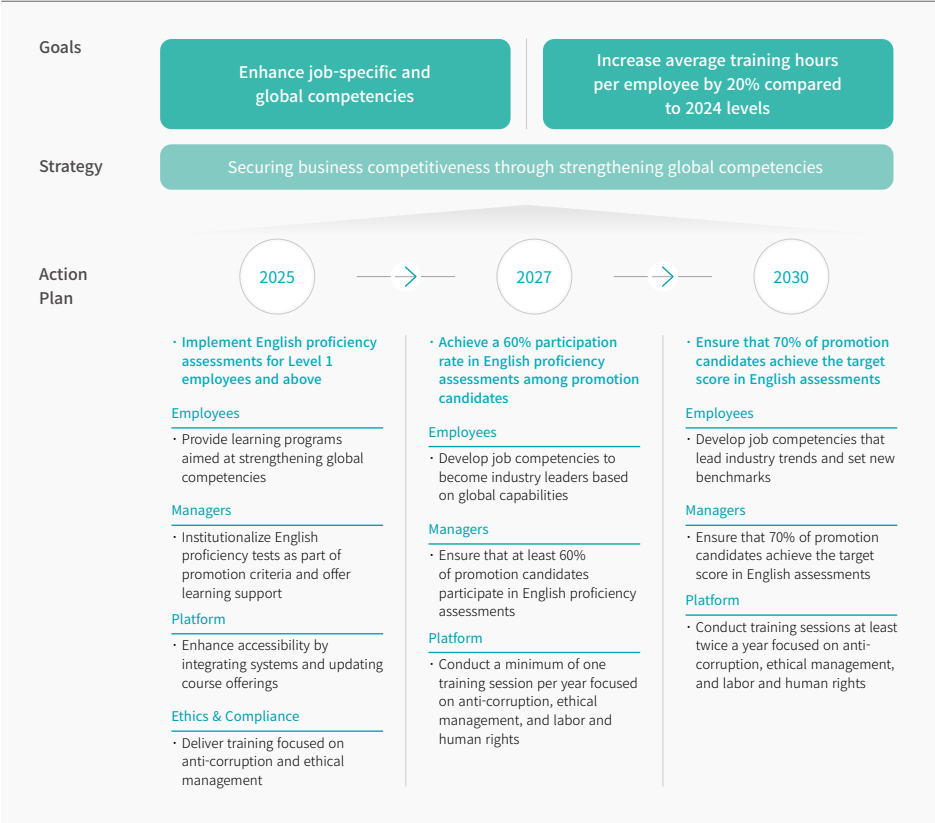 Goals
Enhance job-specific and
global competencies
Increase average training hours
per employee by 20% compared
to 2024 levels
Strategy
Securing business competitiveness through strengthening global competencies
Action
Plan
2025
2027
2030
· Implement English proficiency
assessments for Level 1
employees and above
Employees
· Provide learning programs
aimed at strengthening global
competencies
Managers
· Institutionalize English
proficiency tests as part of
promotion criteria and offer
learning support
Platform
· Enhance accessibility by
integrating systems and updating
course offerings
Ethics & Compliance
· Deliver training focused on
anti-corruption and ethical
management
· Achieve a 60% participation
rate in English proficiency
assessments among promotion
candidates
Employees
· Develop job competencies to
become industry leaders based
on global capabilities
Managers
· Ensure that at least 60%
of promotion candidates
participate in English proficiency
assessments
Platform
· Conduct a minimum of one
training session per year focused
on anti-corruption, ethical
management, and labor and
human rights
· Ensure that 70% of promotion
candidates achieve the target
score in English assessments
Employees
· Develop job competencies that
lead industry trends and set new
benchmarks
Managers
· Ensure that 70% of promotion
candidates achieve the target
score in English assessments
Platform
· Conduct training sessions at least
twice a year focused on anti-
corruption, ethical management,
and labor and human rights